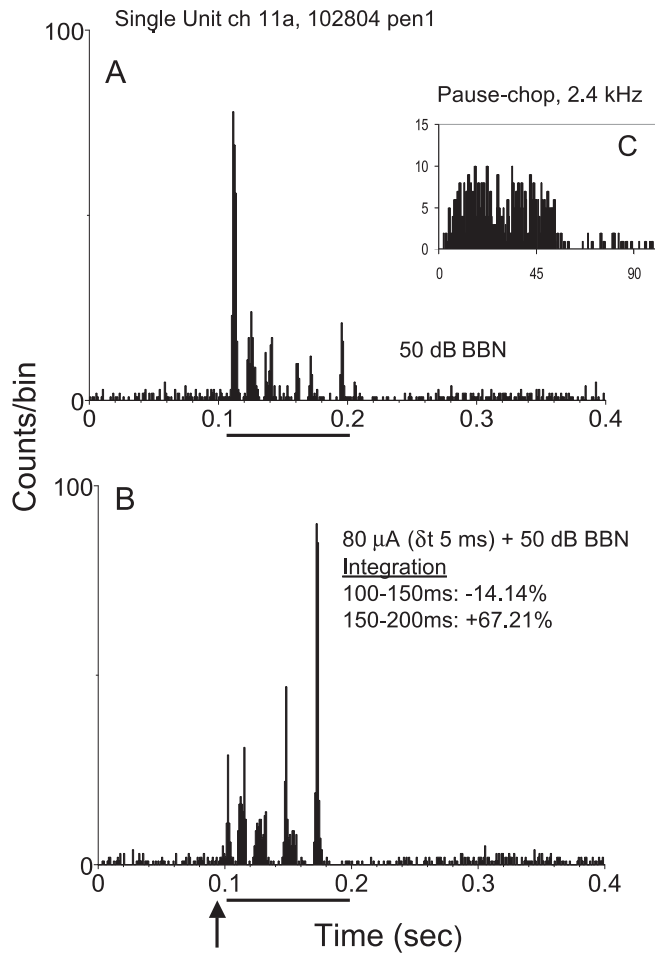 Single Unit ch 11a, 102804 pen1
100
A
Pause-chop, 2.4 kHz
15
C
10
5
0
0 45 90
50 dB BBN
0
0 0.1 0.2 0.3 0.4
Counts/bin
100
B
80 µA (δt 5 ms) + 50 dB BBN
Integration
100-150ms: -14.14%
150-200ms: +67.21%
0
0 0.1 0.2 0.3 0.4
Time (sec)